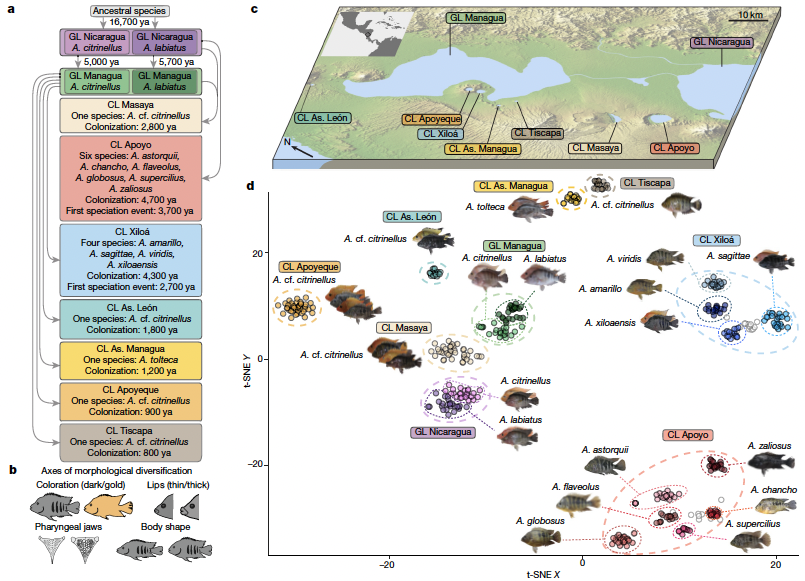 a
Ancestral species
16,700 ya
GL Nicaragua
A. citrinellus
GL Nicaragua
A. labiatus
5,000 ya
5,700 ya
GL Managua
A. citrinellus
GL Managua
A. labiatus
CL Masaya
One species: A. cf. citrinellus
Colonization: 2,800 ya
CL Apoyo
Six species: A. astorquii,
A. chancho, A. flaveolus,
A. globosus, A. supercilius,
A. zaliosus
Colonization: 4,700 ya
First speciation event: 3,700 ya
CL Xiloá
Four species: A. amarillo,
A. sagittae, A. viridis,
A. xiloaensis
Colonization: 4,300 ya
First speciation event: 2,700 ya
CL As. León
One species: A. cf. citrinellus
Colonization: 1,800 ya
CL As. Managua
One species: A. tolteca
Colonization: 1,200 ya
CL Apoyeque
One species: A. cf. citrinellus
Colonization: 900 ya
CL Tiscapa
One species: A. cf. citrinellus
Colonization: 800 ya
b
Axes of morphological diversification
Coloration (dark/gold)
Lips (thin/thick)
Pharyngeal jaws
Body shape
c
GL Managua
10 km
GL Nicaragua
CL As. León
CL Apoyeque
CL Xiloá
CL Tiscapa
CL As. Managua
CL Masaya
CL Apoyo
N
d
CL As. Managua
CL Tiscapa
A. tolteca
A. cf. citrinellus
CL As. León
A. cf. citrinellus
GL Managua
A. citrinellus
A. labiatus
CL Xiloá
A. viridis
A. sagittae
A. amarillo
A. xiloaensis
CL Apoyeque
A. cf. citrinellus
CL Masaya
A. cf. citrinellus
A. citrinellus
A. labiatus
GL Nicaragua
CL Apoyo
A. astorquii
A. zaliosus
A. flaveolus
A. chancho
A. globosus
A. supercilius
20
0
−20
t-SNE Y
−20
0
20
t-SNE X